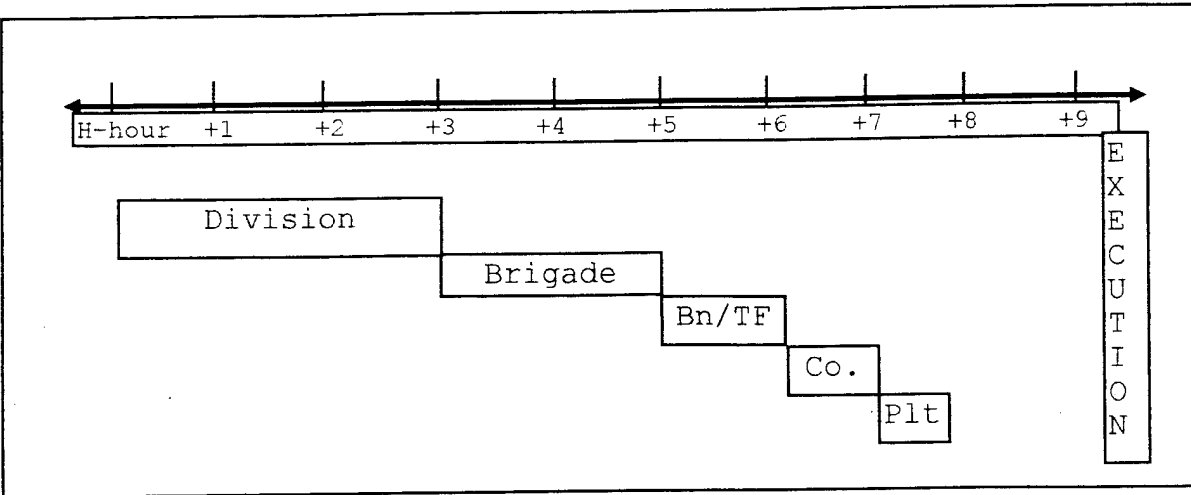 H-hour +1 +2 +3 +4 +5 +6 +7 +8 +9
EXECUTION
Division
Brigade
Bn/TF
Co.
Plt